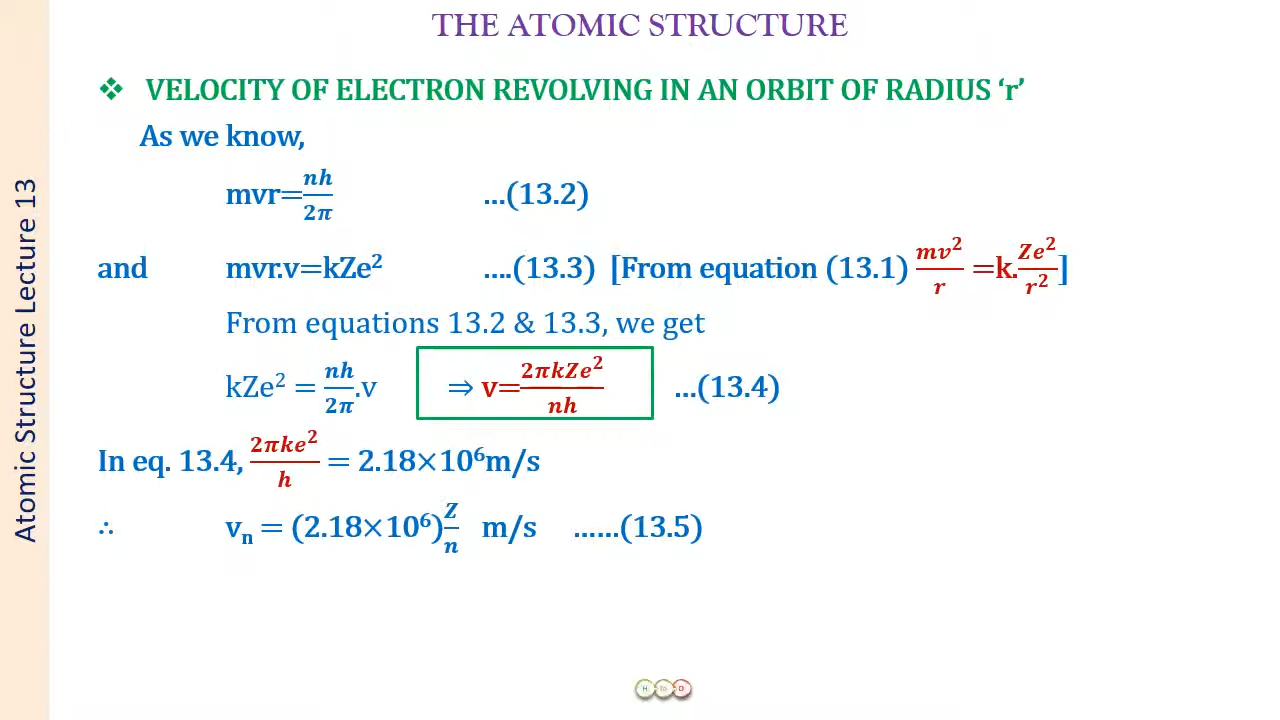 THE ATOMIC STRUCTURE
Atomic Structure Lecture 13
❖ VELOCITY OF ELECTRON REVOLVING IN AN ORBIT OF RADIUS ‘r’
As we know,
mvr=nh/2π …(13.2)
and mvr.v=kZe² ….(13.3) [From equation (13.1) mv²/r =k.Ze²/r²]
From equations 13.2 & 13.3, we get
kZe² = nh/2π.v ⇒ v=2πkZe²/nh …(13.4)
In eq. 13.4, 2πke²/h = 2.18×10⁶m/s
∴ vₙ = (2.18×10⁶)Z/n m/s ……(13.5)
H to O